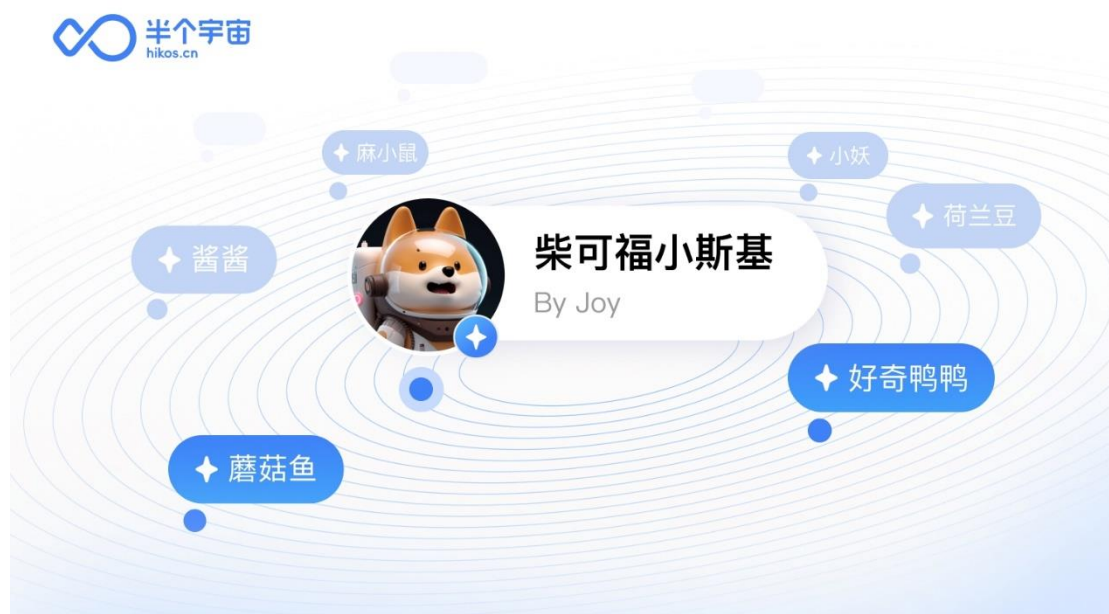 半个宇宙
hikos.cn
麻小鼠
小妖
荷兰豆
酱酱
柴可福小斯基
By Joy
好奇鸭鸭
蘑菇鱼